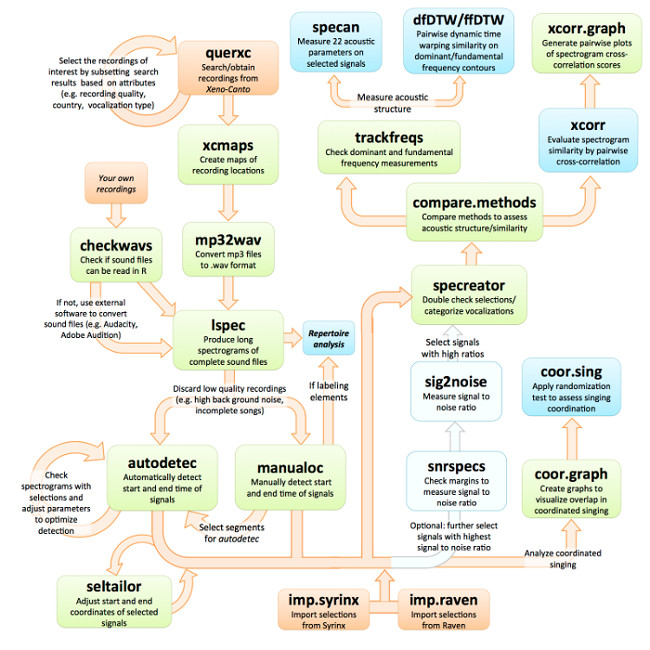 Select the recordings of
interest by subsetting search
results based on attributes
(e.g. recording quality,
country, vocalization type)
querxc
Search/obtain
recordings from
Xeno-Canto
specan
Measure 22 acoustic
parameters on
selected signals
dfDTW/ffDTW
Pairwise dynamic time
warping similarity on
dominant/fundamental
frequency contours
xcorr.graph
Generate pairwise plots
of spectrogram cross-
correlation scores
Measure acoustic
structure
xcmaps
Create maps of
recording locations
trackfreqs
Check dominant and fundamental
frequency measurements
xcorr
Evaluate spectrogram
similarity by pairwise
cross-correlation
Your own
recordings
compare.methods
Compare methods to assess
acoustic structure/similarity
checkwavs
Check if sound files
can be read in R
mp32wav
Convert mp3 files
to .wav format
specreator
Double check selections/
categorize vocalizations
If not, use external
software to convert
sound files (e.g. Audacity,
Adobe Audition)
lspec
Produce long
spectrograms of
complete sound files
Repertoire
analysis
Select signals
with high ratios
Discard low quality recordings
(e.g. high back ground noise,
incomplete songs)
If labeling
elements
sig2noise
Measure signal to
noise ratio
coor.sing
Apply randomization
test to assess singing
coordination
Check
spectrograms with
selections and
adjust parameters
to optimize
detection
autodetec
Automatically detect
start and end time of
signals
manualoc
Manually detect start
and end time of signals
snrspecs
Check margins to
measure signal to
noise ratio
coor.graph
Create graphs to
visualize overlap in
coordinated singing
Select segments
for autodetec
Optional: further select
signals with highest
signal to noise ratio
Analyze coordinated
singing
seltailor
Adjust start and end
coordinates of selected
signals
imp.syrinx
Import selections
from Syrinx
imp.raven
Import selections
from Raven